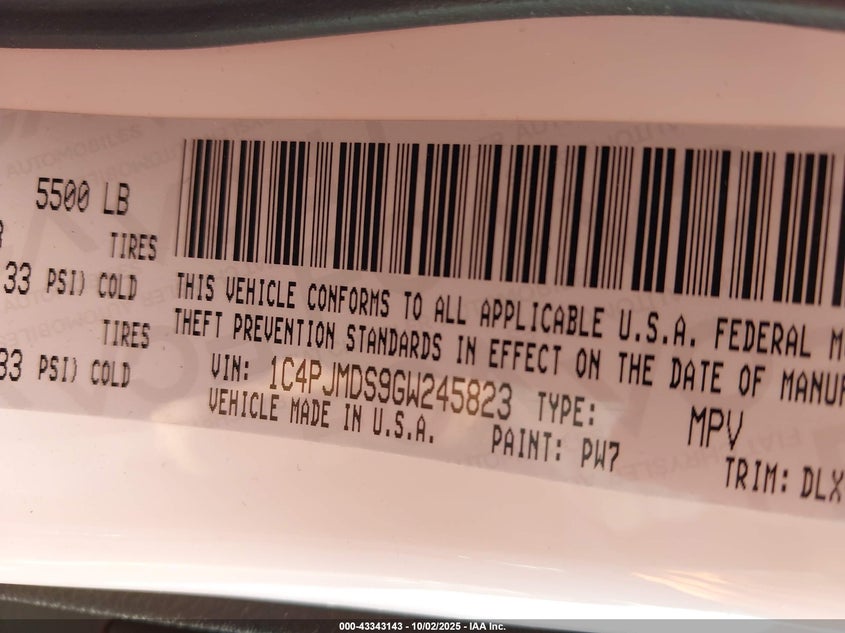 5500 LB
TIRES
33 PSI) COLD
TIRES
33 PSI) COLD
THIS VEHICLE CONFORMS TO ALL APPLICABLE U.S.A. FEDERAL
THEFT PREVENTION STANDARDS IN EFFECT ON THE DATE OF MANUF
VIN: 1C4PJMDS9GW245823 TYPE: MPV
VEHICLE MADE IN U.S.A. PAINT: PW7 TRIM: DLX
000-43343143 - 10/02/2025 - IAA Inc.